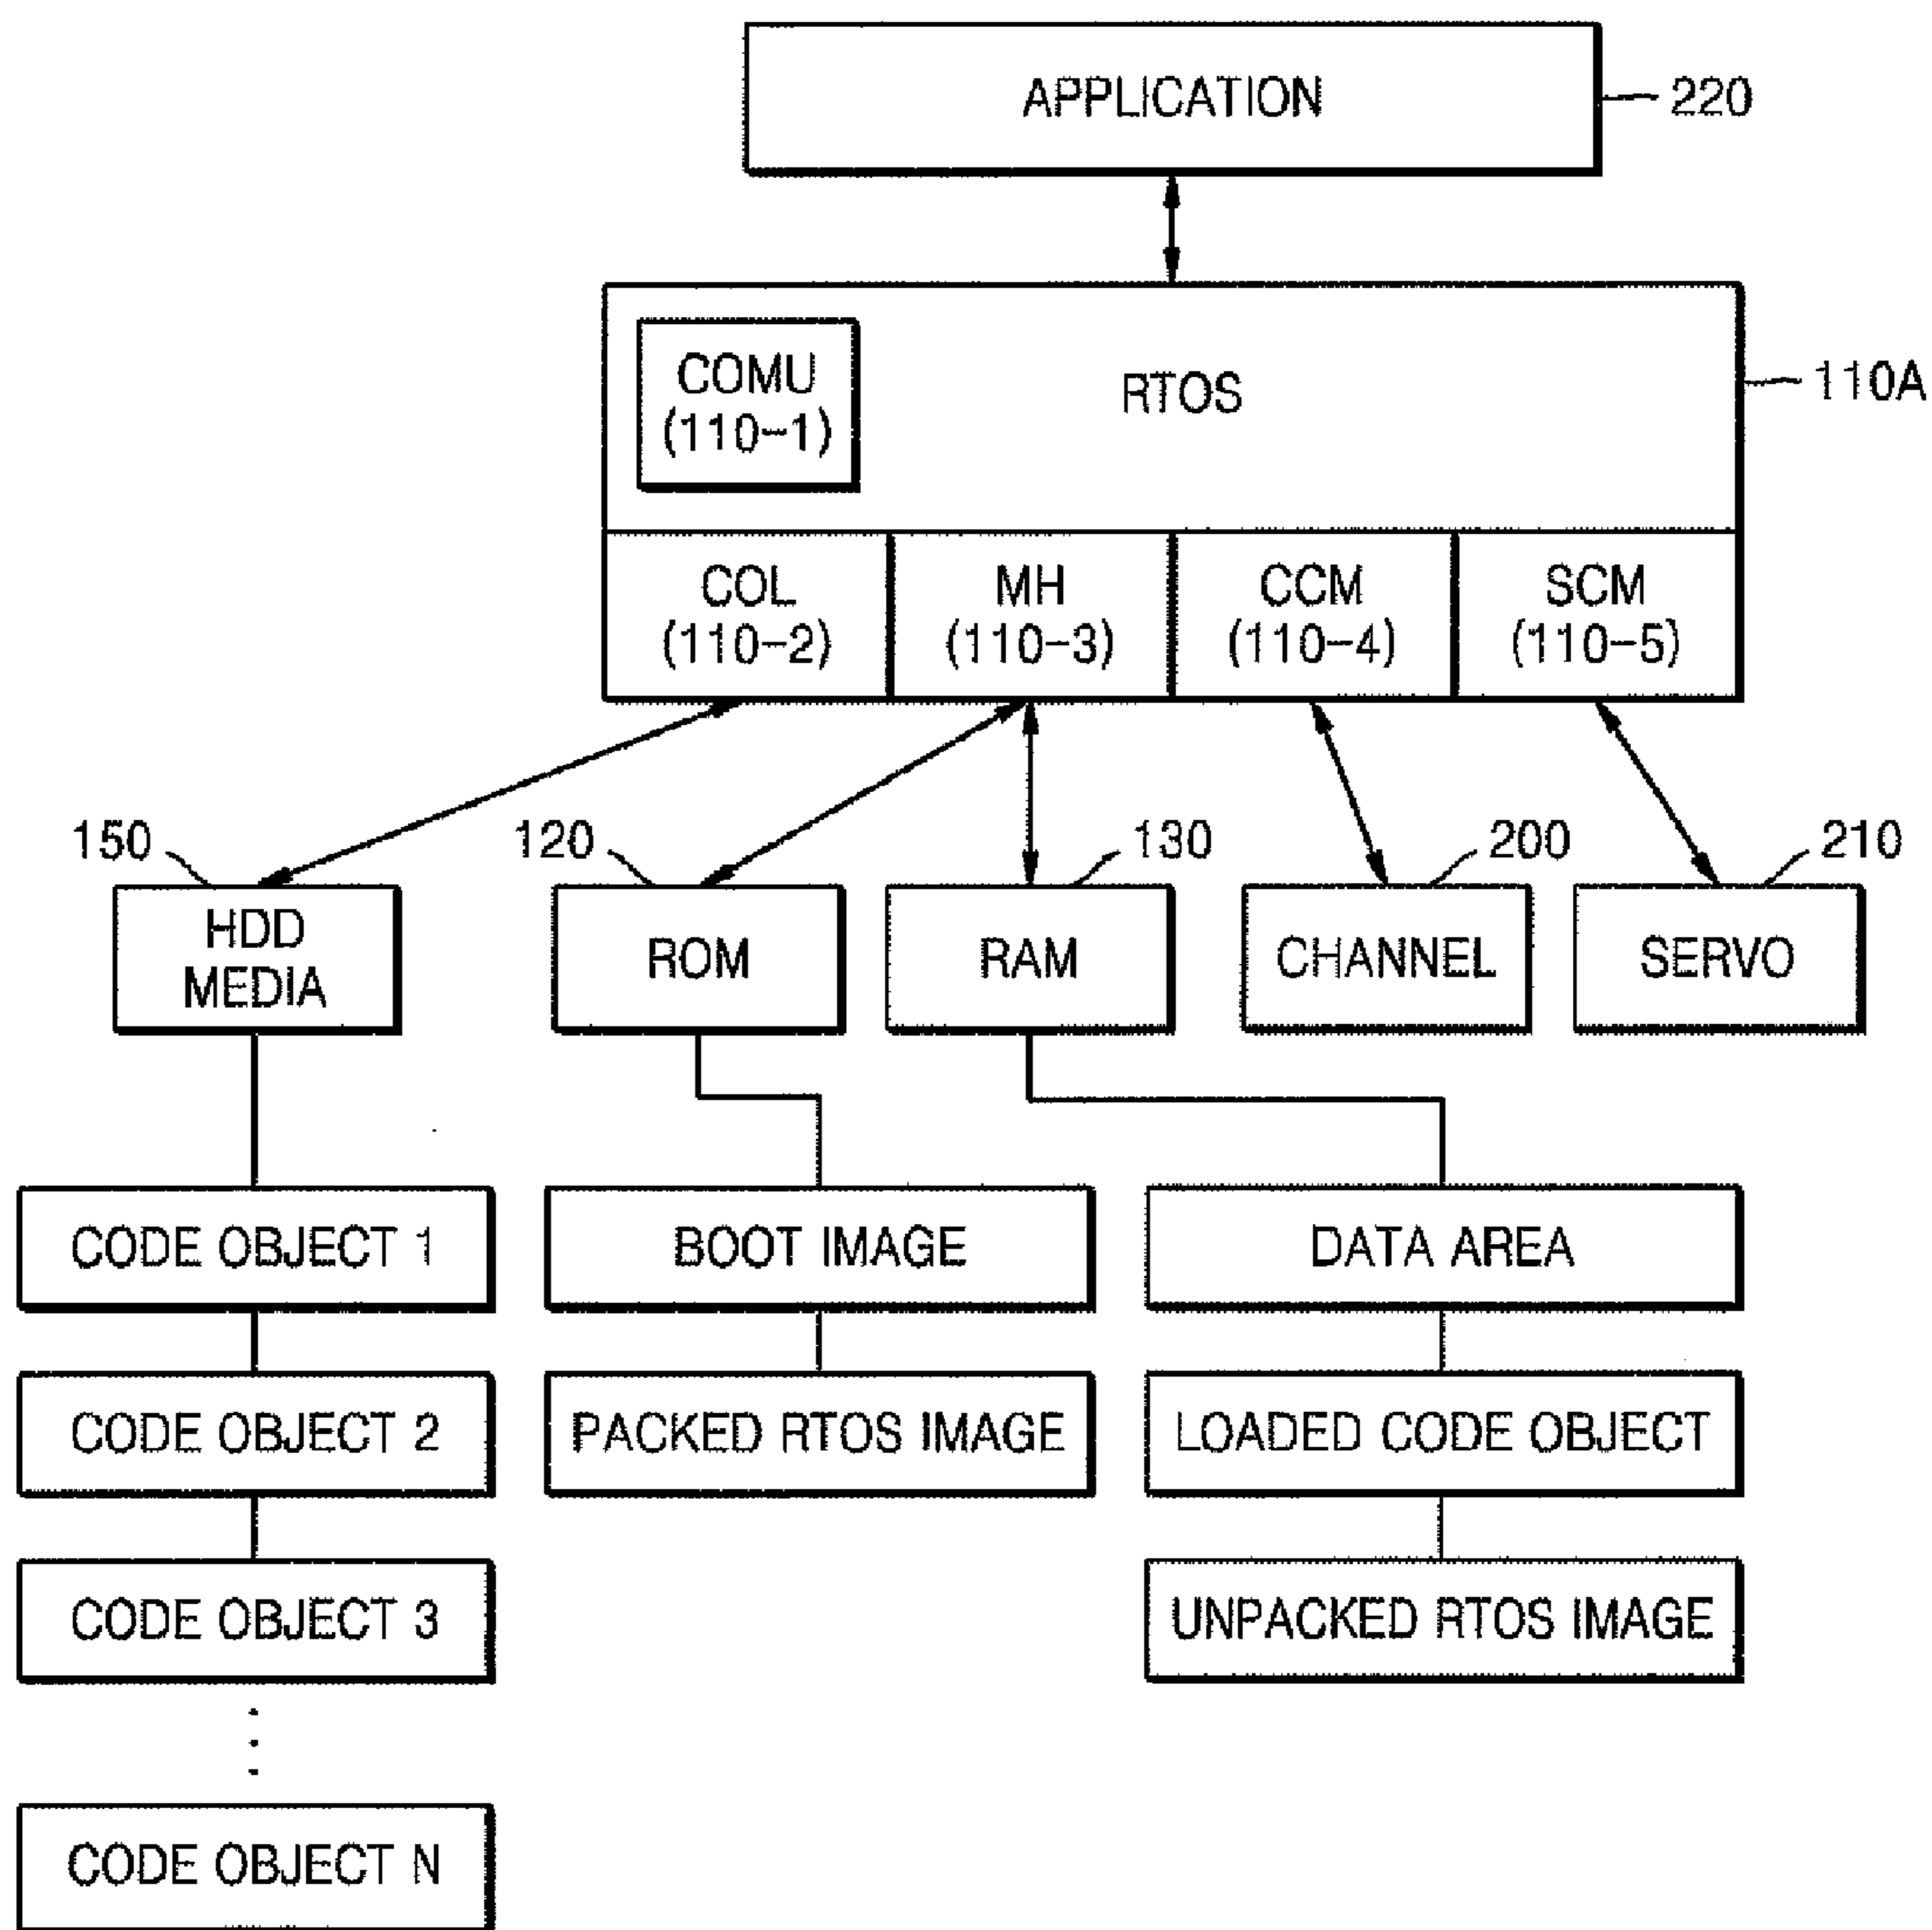 APPLICATION
220
COMU
(110-1)
RTOS
110A
COL
(110-2)
MH
(110-3)
CCM
(110-4)
SCM
(110-5)
150
120
130
200
210
HDD
MEDIA
ROM
RAM
CHANNEL
SERVO
CODE OBJECT 1
BOOT IMAGE
DATA AREA
CODE OBJECT 2
PACKED RTOS IMAGE
LOADED CODE OBJECT
CODE OBJECT 3
UNPACKED RTOS IMAGE
CODE OBJECT N